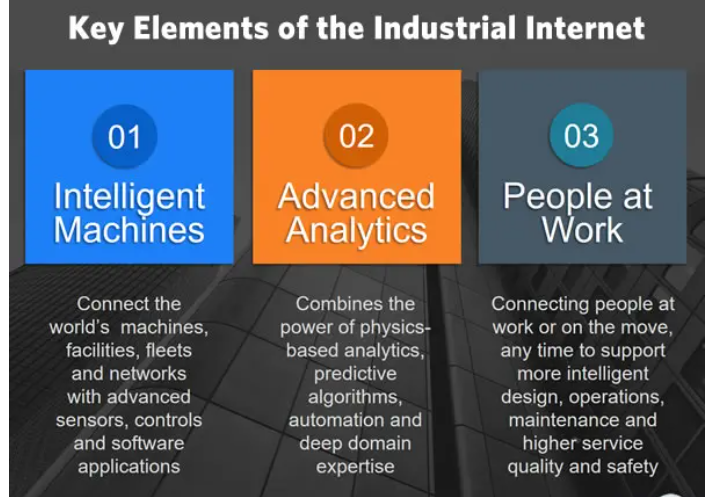 Key Elements of the Industrial Internet
01
Intelligent
Machines
Connect the
world's machines,
facilities, fleets
and networks
with advanced
sensors, controls
and software
applications
02
Advanced
Analytics
Combines the
power of physics-
based analytics,
predictive
algorithms,
automation and
deep domain
expertise
03
People at
Work
Connecting people at
work or on the move,
any time to support
more intelligent
design, operations,
maintenance and
higher service
quality and safety